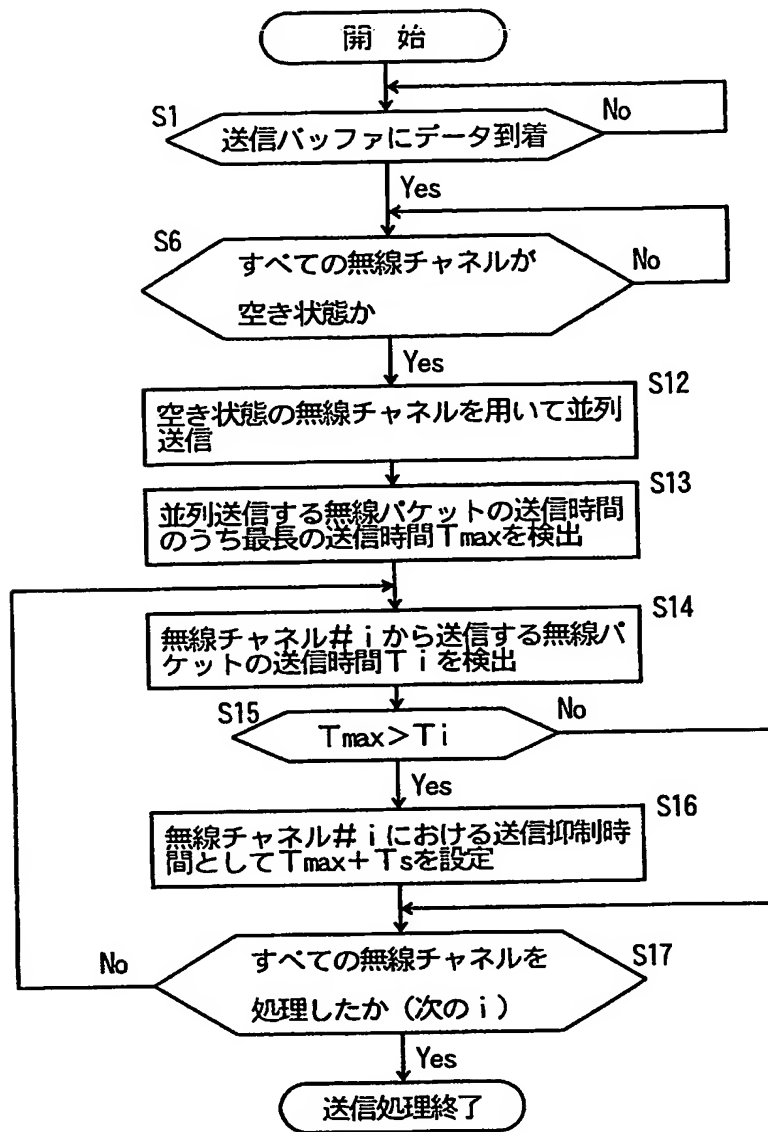 開 始
S1
送信バッファにデータ到着
No
Yes
S6
すべての無線チャネルが
空き状態か
No
Yes
S12
空き状態の無線チャネルを用いて並列
送信
S13
並列送信する無線パケットの送信時間
のうち最長の送信時間Tmaxを検出
S14
無線チャネル#iから送信する無線パ
ケットの送信時間Tiを検出
S15
Tmax>Ti
No
Yes
S16
無線チャネル#iにおける送信抑制時
間としてTmax+Tsを設定
No
すべての無線チャネルを
処理したか(次のi)
S17
Yes
送信処理終了